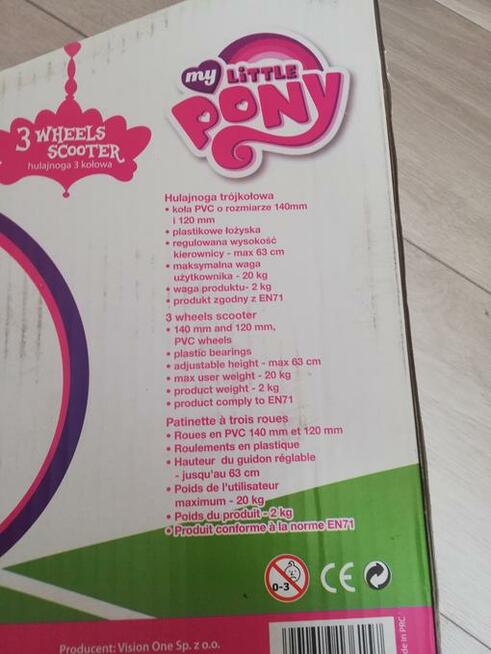 my LiTTLE
PONY
3 WHEELS
SCOOTER
hulajnoga 3 kołowa
Hulajnoga trójkołowa
• koła PVC o rozmiarze 140mm
i 120 mm
• plastikowe łożyska
• regulowana wysokość
kierownicy - max 63 cm
• maksymalna waga
użytkownika - 20 kg
• waga produktu- 2 kg
• produkt zgodny z EN71
3 wheels scooter
• 140 mm and 120 mm,
PVC wheels
• plastic bearings
• adjustable height - max 63 cm
• max user weight - 20 kg
• product weight - 2 kg
• product comply to EN71
Patinette à trois roues
• Roues en PVC 140 mm et 120 mm
• Roulements en plastique
• Hauteur du guidon réglable
- jusqu'au 63 cm
• Poids de l'utilisateur
maximum - 20 kg
• Poids du produit - 2 kg
• Produit conforme à la norme EN71
0-3
CE
Producent: Vision One Sp. z o.o.
in PRC